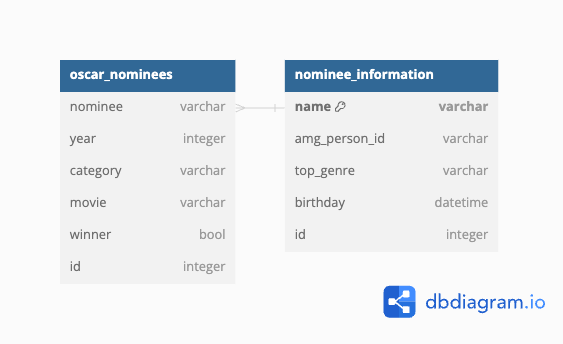 oscar_nominees
nominee varchar
year integer
category varchar
movie varchar
winner bool
id integer
nominee_information
name varchar
amg_person_id varchar
top_genre varchar
birthday datetime
id integer
dbdiagram.io